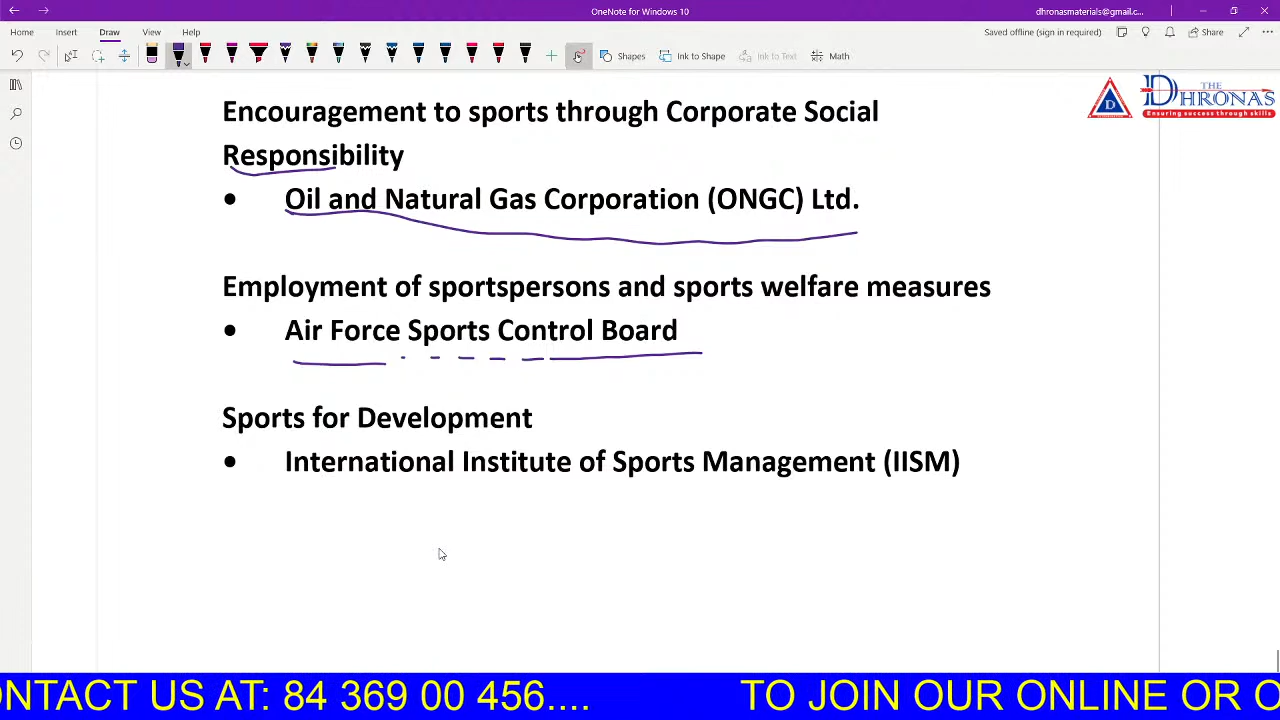 OneNote for Windows 10
dhronasmaterials@gmail.c...
Home Insert Draw View Help
Saved offline (sign in required) Share
Shapes Ink to Shape Ink to Text Math
THE
DHRONAS
Ensuring success through skills
D
Encouragement to sports through Corporate Social
Responsibility
• Oil and Natural Gas Corporation (ONGC) Ltd.
Employment of sportspersons and sports welfare measures
• Air Force Sports Control Board
Sports for Development
• International Institute of Sports Management (IISM)
ONTACT US AT: 84 369 00 456.... TO JOIN OUR ONLINE OR O